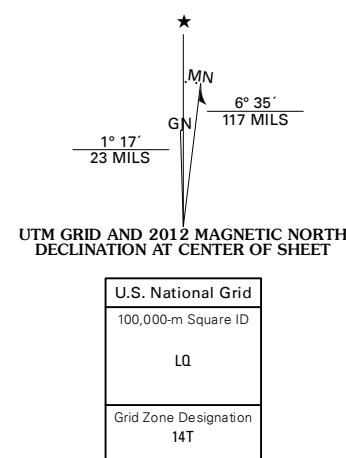 ★
MN
GN
6° 35´
117 MILS
1° 17´
23 MILS
UTM GRID AND 2012 MAGNETIC NORTH
DECLINATION AT CENTER OF SHEET
U.S. National Grid
100,000-m Square ID
LQ
Grid Zone Designation
14T